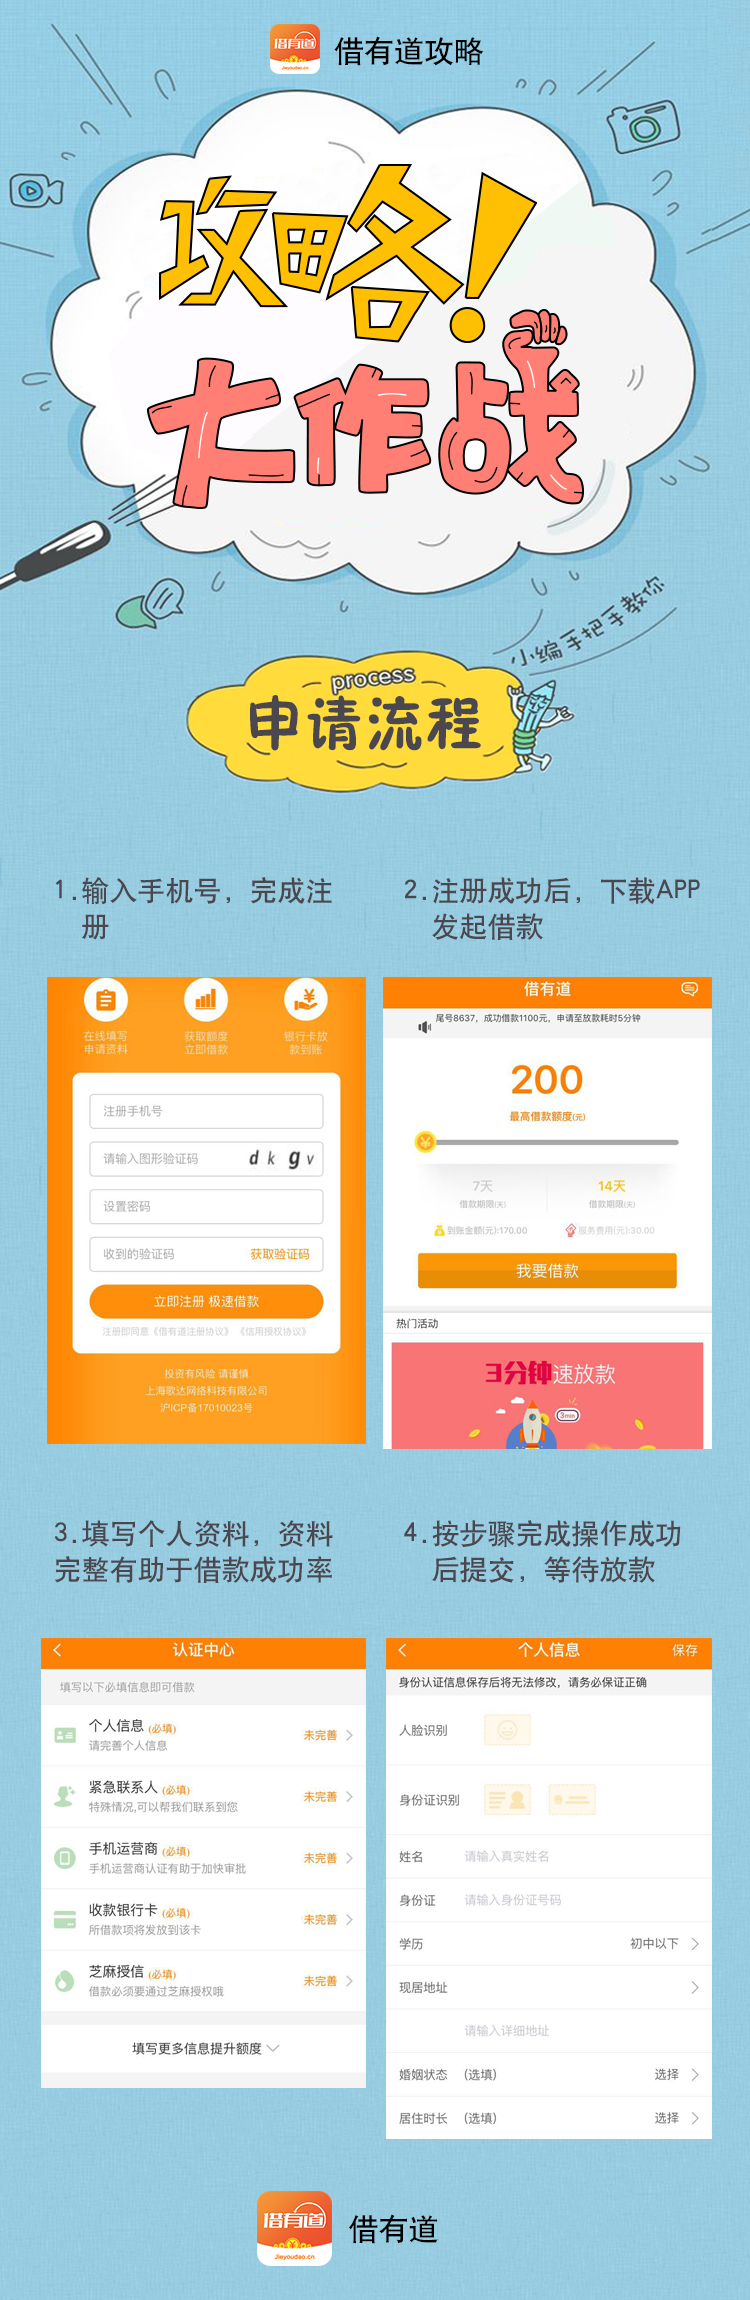 借有道
Jieyoudao.cn
借有道攻略
攻略!
大作战
小编手把手教你
process
申请流程
1.输入手机号，完成注
册
2.注册成功后，下载APP
发起借款
在线填写
申请资料
获取额度
立即借款
银行卡放
款到账
注册手机号
请输入图形验证码
d k g v
设置密码
收到的验证码
获取验证码
立即注册 极速借款
注册即同意《借有道注册协议》《信用授权协议》
投资有风险 请谨慎
上海歌达网络科技有限公司
沪ICP备17010023号
借有道
尾号8637，成功借款1100元，申请至放款耗时5分钟
200
最高借款额度(元)
7天
借款期限(天)
14天
借款期限(天)
到账金额(元):170.00
服务费用(元):30.00
我要借款
热门活动
3分钟速放款
3min
3.填写个人资料，资料
完整有助于借款成功率
4.按步骤完成操作成功
后提交，等待放款
认证中心
填写以下必填信息即可借款
个人信息 (必填)
请完善个人信息
未完善
紧急联系人 (必填)
特殊情况,可以帮我们联系到您
未完善
手机运营商 (必填)
手机运营商认证有助于加快审批
未完善
收款银行卡 (必填)
所借款项将发放到该卡
未完善
芝麻授信 (必填)
借款必须要通过芝麻授权哦
未完善
填写更多信息提升额度
个人信息
保存
身份认证信息保存后将无法修改，请务必保证正确
人脸识别
身份证识别
姓名
请输入真实姓名
身份证
请输入身份证号码
学历
初中以下
现居地址
请输入详细地址
婚姻状态 (选填)
选择
居住时长 (选填)
选择
借有道
Jieyoudao.cn
借有道